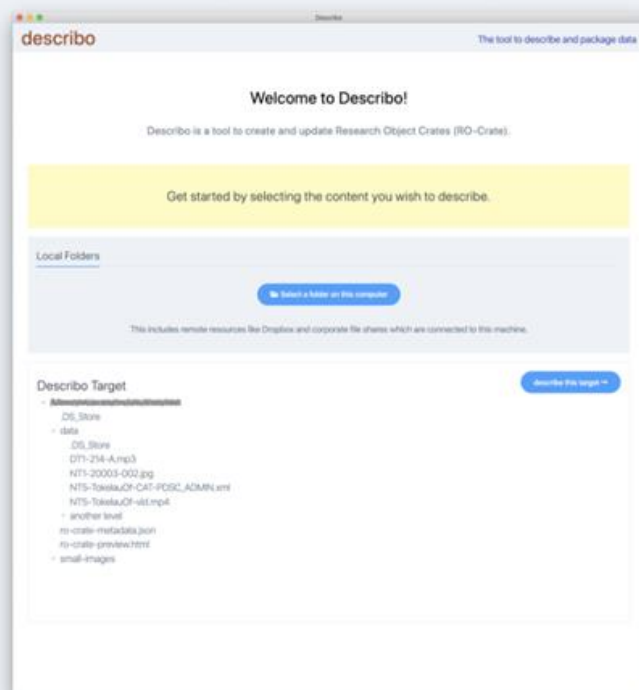 Describo
describo
The tool to describe and package data
Welcome to Describo!
Describo is a tool to create and update Research Object Crates (RO-Crate).
Get started by selecting the content you wish to describe.
Local Folders
Select a folder on this computer
This includes remote resources like Dropbox and corporate file shares which are connected to this machine.
Describo Target
describe this target
.DS_Store
data
.DS_Store
DT1-214-A.mp3
NT1-20003-002.jpg
NT5-TokelauOf-CAT-PDSC_ADMIN.xml
NT5-TokelauOf-vid.mp4
another level
ro-crate-metadata.json
ro-crate-preview.html
small-images